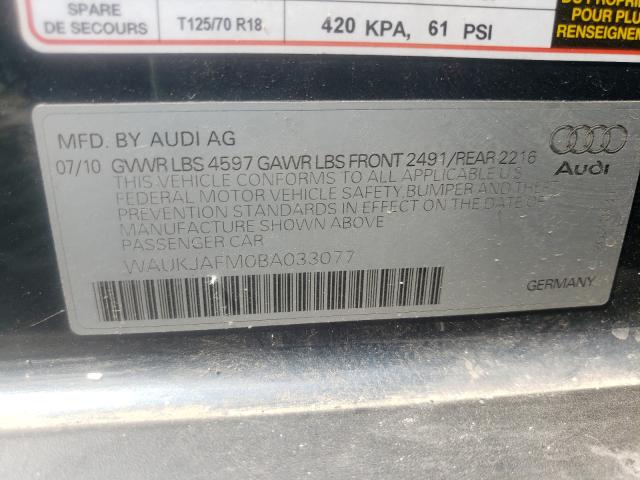 SPARE
DE SECOURS T125/70 R18 420 KPA, 61 PSI
POUR PLU
RENSEIGNEM
MFD. BY AUDI AG
07/10 GVWR LBS 4597 GAWR LBS FRONT 2491/REAR 2216
THIS VEHICLE CONFORMS TO ALL APPLICABLE U.S.
FEDERAL MOTOR VEHICLE SAFETY, BUMPER AND THEFT
PREVENTION STANDARDS IN EFFECT ON THE DATE OF
MANUFACTURE SHOWN ABOVE
PASSENGER CAR
WAUKJAFM0BA033077
Audi
GERMANY